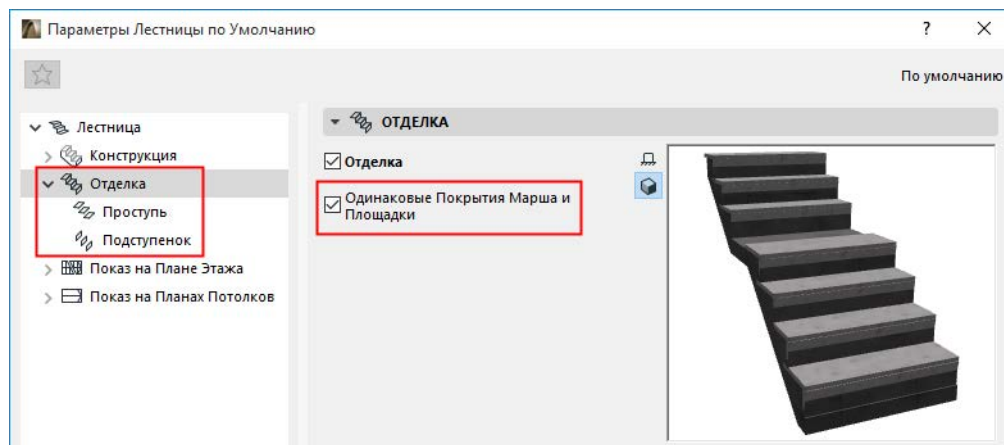 Параметры Лестницы по Умолчанию ?
По умолчанию
Лестница
Конструкция
Отделка
Проступь
Подступенок
Показ на Плане Этажа
Показ на Планах Потолков
ОТДЕЛКА
Отделка
Одинаковые Покрытия Марша и
Площадки